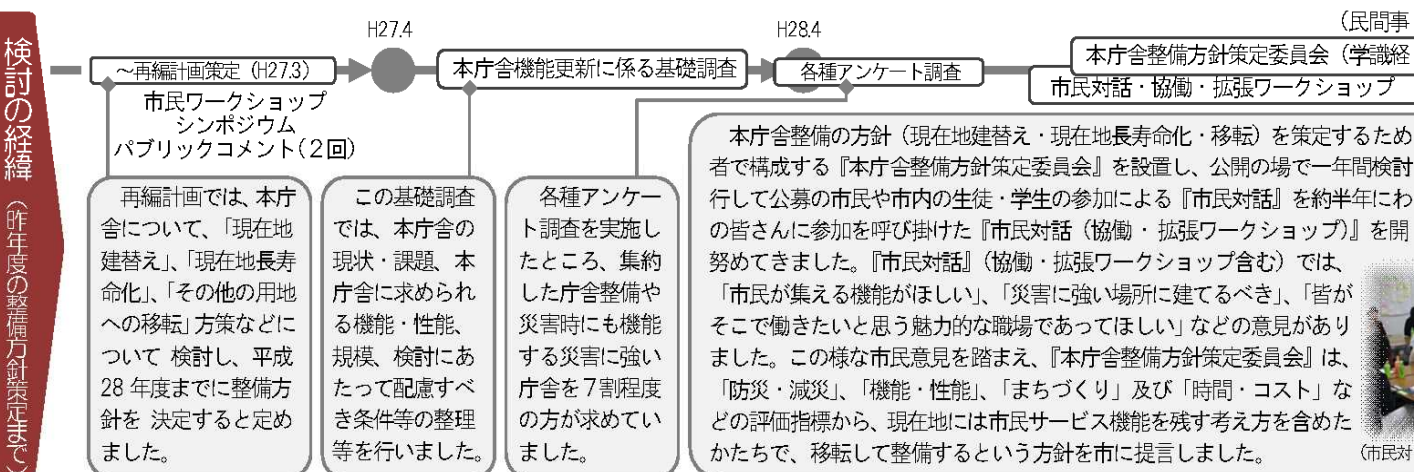 検討の経緯（昨年度の整備方針策定まで）
H27.4
H28.4
（民間事
～再編計画策定（H27.3）
本庁舎機能更新に係る基礎調査
各種アンケート調査
本庁舎整備方針策定委員会（学識経
市民対話・協働・拡張ワークショップ
市民ワークショップ
シンポジウム
パブリックコメント（２回）
再編計画では、本庁
舎について、「現在地
建替え」、「現在地長寿
命化」、「その他の用地
への移転」方策などに
ついて 検討し、平成
28 年度までに整備方
針を 決定すると定め
ました。
この基礎調査
では、本庁舎の
現状・課題、本
庁舎に求められ
る機能・性能、
規模、検討にあ
たって配慮すべ
き条件等の整理
等を行いました。
各種アンケー
ト調査を実施し
たところ、集約
した庁舎整備や
災害時にも機能
する災害に強い
庁舎を７割程度
の方が求めてい
ました。
本庁舎整備の方針（現在地建替え・現在地長寿命化・移転）を策定するため
者で構成する『本庁舎整備方針策定委員会』を設置し、公開の場で一年間検討
行して公募の市民や市内の生徒・学生の参加による『市民対話』を約半年にわ
の皆さんに参加を呼び掛けた『市民対話（協働・ 拡張ワークショップ）』を開
努めてきました。『市民対話』（協働・拡張ワークショップ含む）では、
「市民が集える機能がほしい」、「災害に強い場所に建てるべき」、「皆が
そこで働きたいと思う魅力的な職場であってほしい」などの意見があり
ました。この様な市民意見を踏まえ、『本庁舎整備方針策定委員会』は、
「防災・減災」、「機能・性能」、「まちづくり」及び「時間・コスト」な
どの評価指標から、現在地には市民サービス機能を残す考え方を含めた
かたちで、移転して整備するという方針を市に提言しました。
（市民対